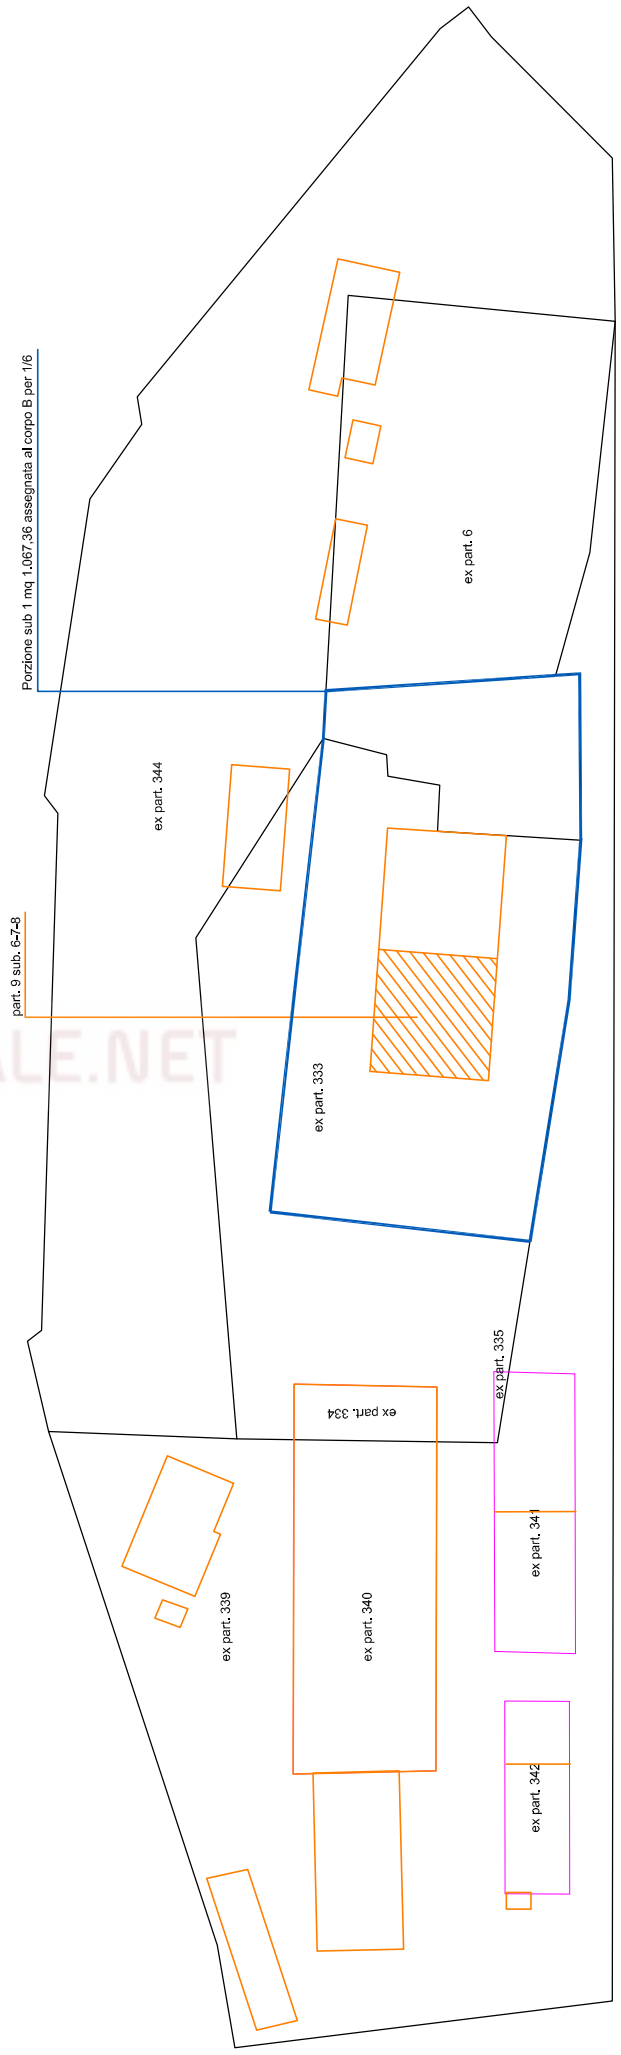 Porzione sub 1 mq 1.067,36 assegnata al corpo B per 1/6
ex part. 6
ex part. 344
part. 9 sub. 6-7-8
ALE.NET
ex part. 333
ex part. 335
ex part. 334
ex part. 341
ex part. 339
ex part. 340
ex part. 342